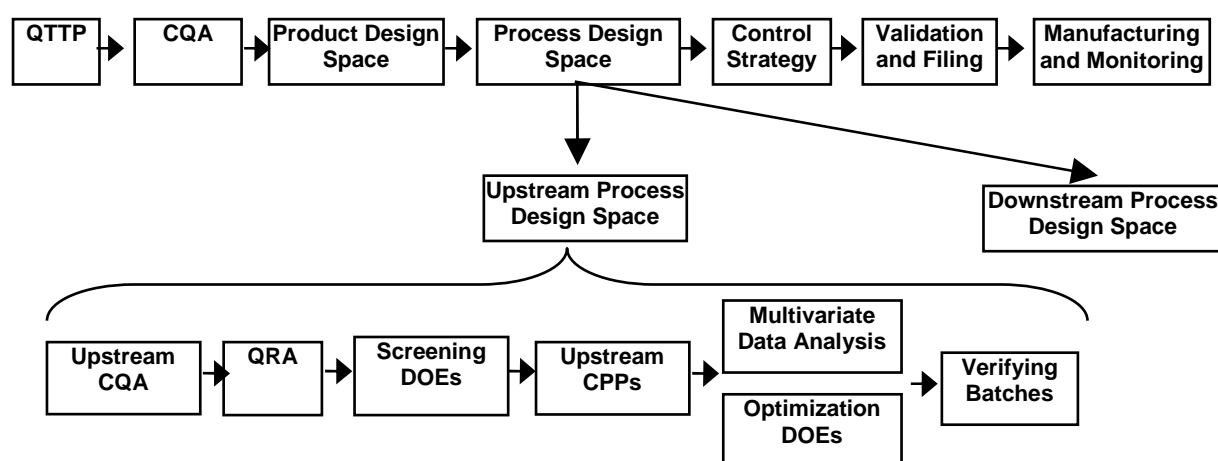 QTTP
CQA
Product Design
Space
Process Design
Space
Control
Strategy
Validation
and Filing
Manufacturing
and Monitoring
Upstream Process
Design Space
Downstream Process
Design Space
Upstream
CQA
QRA
Screening
DOEs
Upstream
CPPs
Multivariate
Data Analysis
Optimization
DOEs
Verifying
Batches